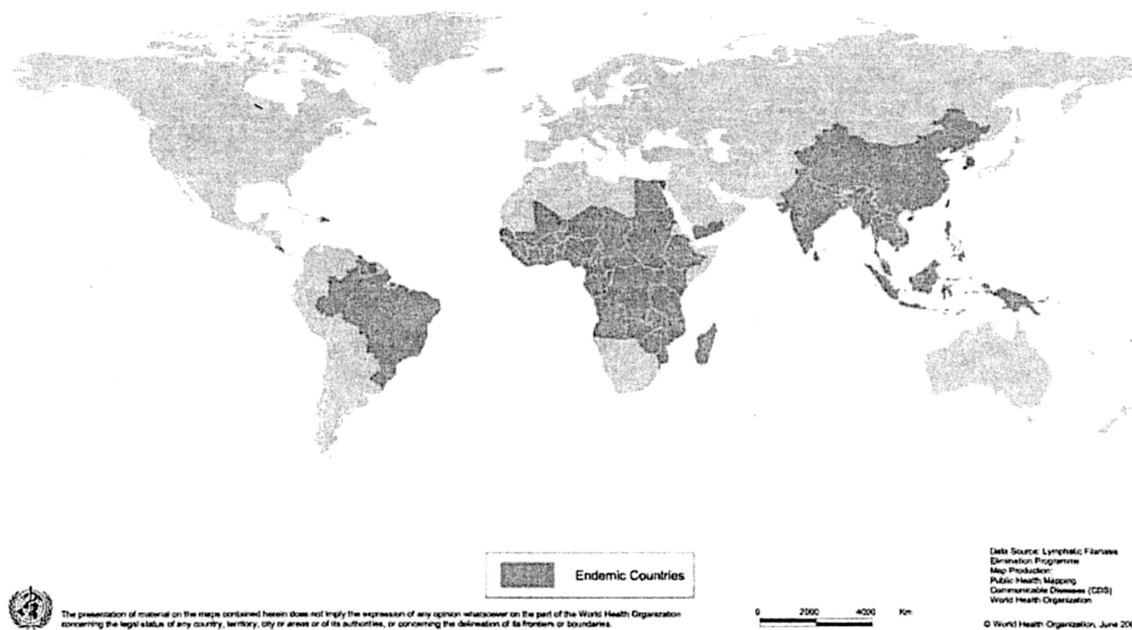 Endemic Countries
Data Source: Lymphatic Filariasis
Elimination Programme
Map Production:
Public Health Mapping
Communicable Diseases (CDS)
World Health Organization
The presentation of material on the maps contained herein does not imply the expression of any opinion whatsoever on the part of the World Health Organization
concerning the legal status of any country, territory, city or areas or of its authorities, or concerning the delineation of its frontiers or boundaries.
0 2000 4000 Km
© World Health Organization, June